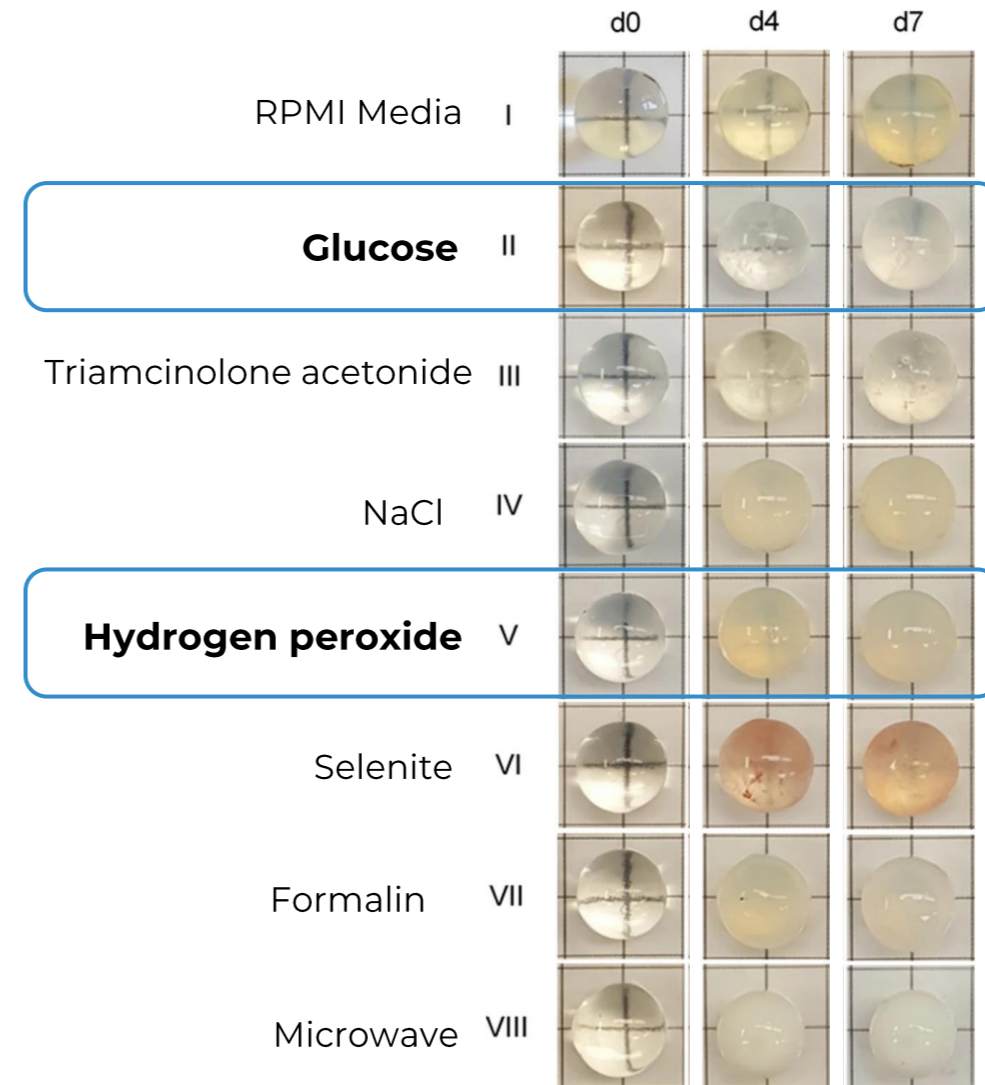 d0 d4 d7
RPMI Media I
Glucose II
Triamcinolone acetonide III
NaCl IV
Hydrogen peroxide V
Selenite VI
Formalin VII
Microwave VIII